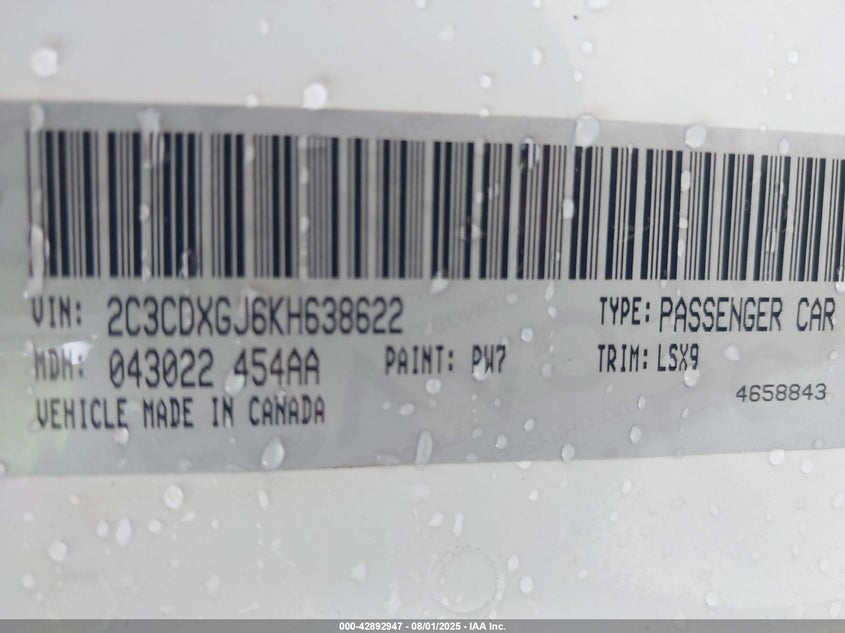 VIN: 2C3CDXGJ6KH638622 TYPE: PASSENGER CAR
MDH: 043022 454AA PAINT: PW7 TRIM: LSX9
4658843
VEHICLE MADE IN CANADA
000-42892947 - 08/01/2025 - IAA Inc.